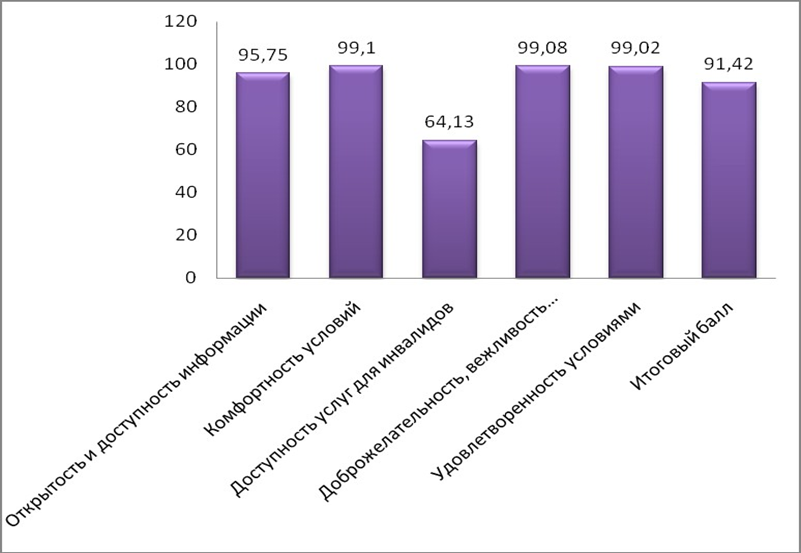 120
100
80
60
40
20
0
95,75
99,1
64,13
99,08
99,02
91,42
Открытость и доступность информации
Комфортность условий
Доступность услуг для инвалидов
Доброжелательность, вежливость…
Удовлетворенность условиями
Итоговый балл